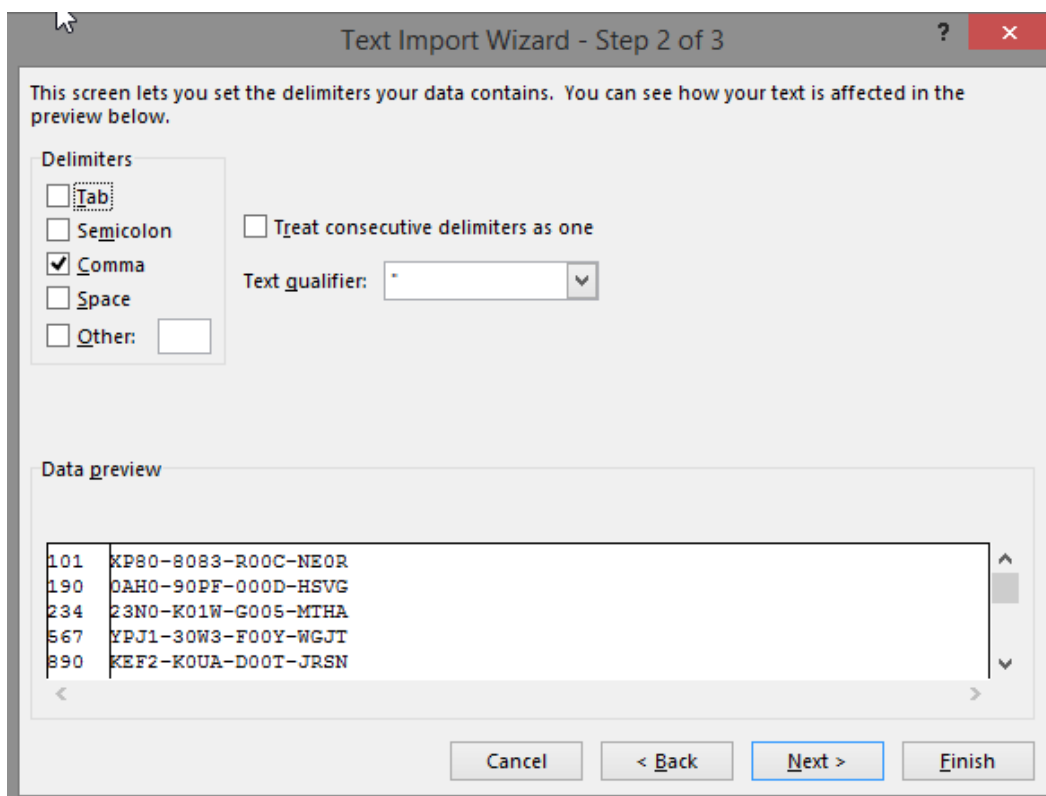 Text Import Wizard - Step 2 of 3
?
This screen lets you set the delimiters your data contains.  You can see how your text is affected in the
preview below.
Delimiters
Tab
Semicolon
Comma
Space
Other:
Treat consecutive delimiters as one
Text qualifier: "
Data preview
101 XP80-8083-R00C-NE0R
190 0AH0-90PF-000D-HSVG
234 23N0-K01W-G005-MTHA
567 YPJ1-30W3-F00Y-WGJT
890 KEF2-K0UA-D00T-JRSN
Cancel
< Back
Next >
Finish